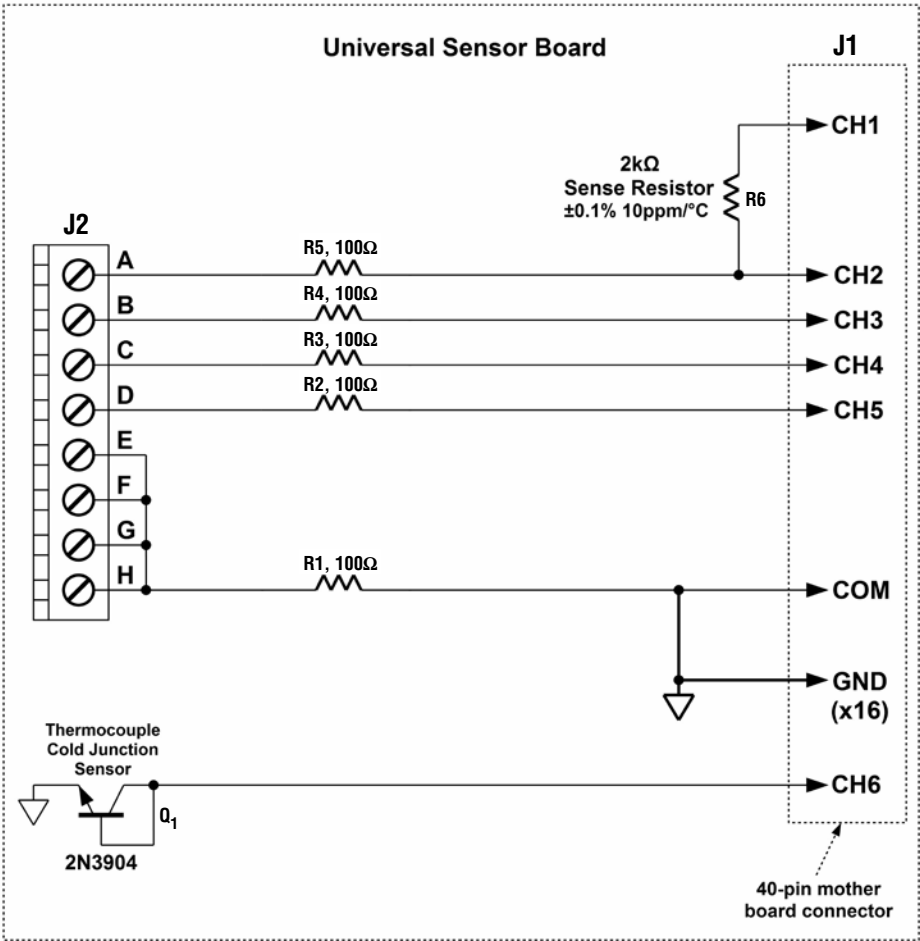 Universal Sensor Board
J1
CH1
2kΩ
Sense Resistor
±0.1% 10ppm/°C
R6
J2
A
R5, 100Ω
CH2
B
R4, 100Ω
CH3
C
R3, 100Ω
CH4
D
R2, 100Ω
CH5
E
F
G
H
R1, 100Ω
COM
GND
(x16)
Thermocouple
Cold Junction
Sensor
CH6
Q1
2N3904
40-pin mother
board connector